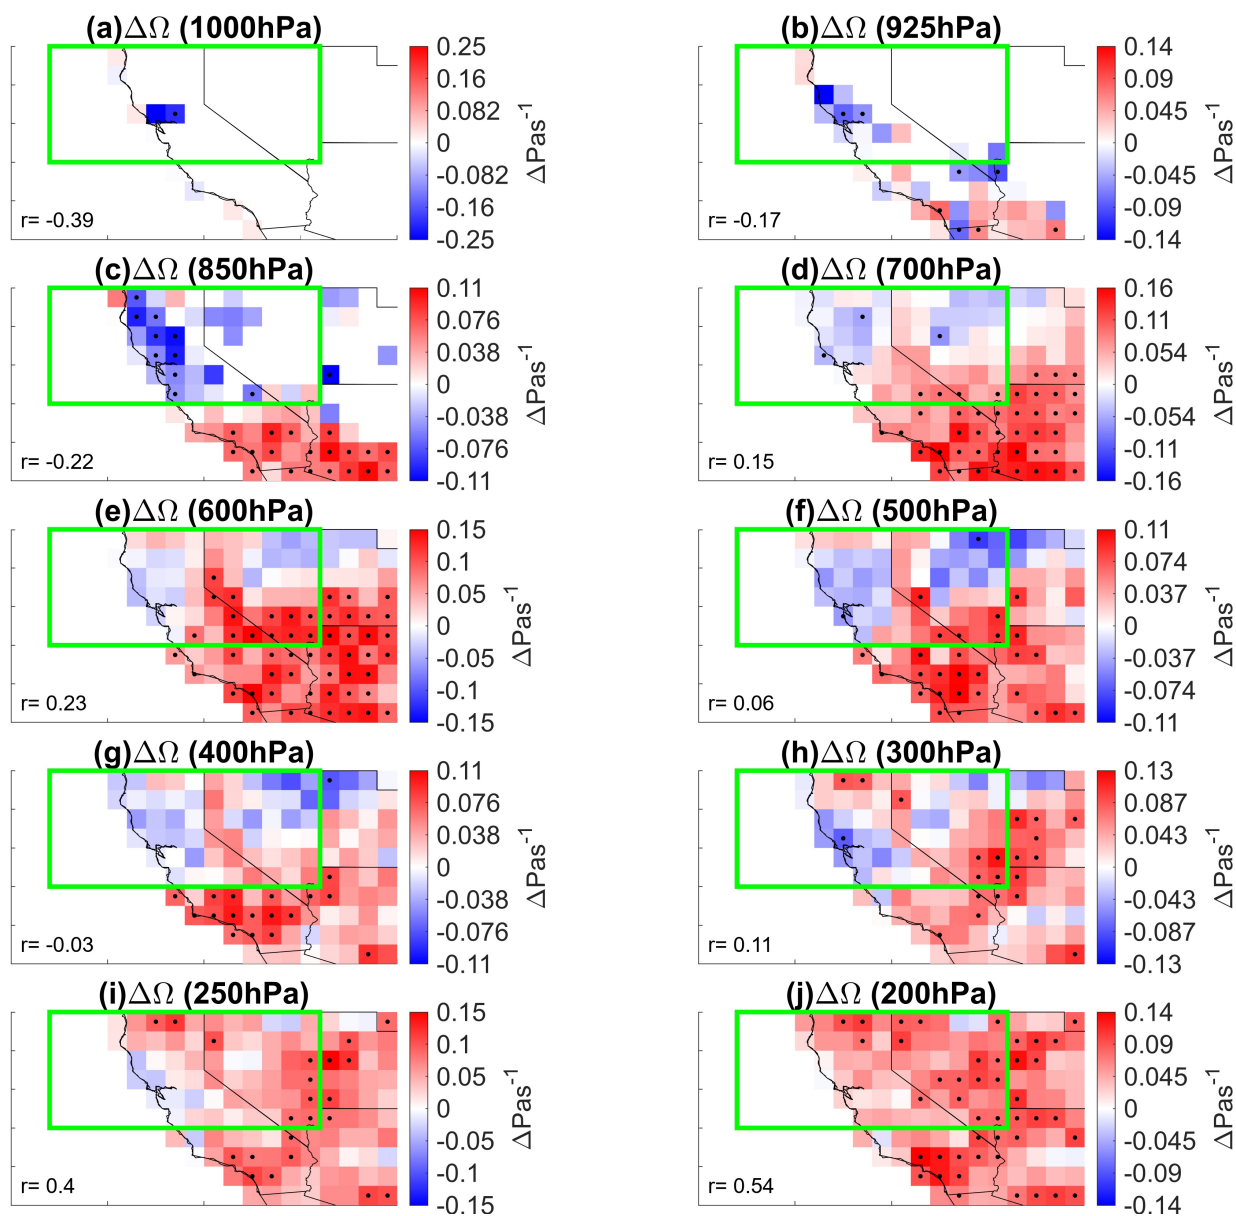 (a)ΔΩ (1000hPa)
0.25
0.16
0.082
0
-0.082
-0.16
-0.25
ΔPas⁻¹
r= -0.39
(b)ΔΩ (925hPa)
0.14
0.09
0.045
0
-0.045
-0.09
-0.14
ΔPas⁻¹
r= -0.17
(c)ΔΩ (850hPa)
0.11
0.076
0.038
0
-0.038
-0.076
-0.11
ΔPas⁻¹
r= -0.22
(d)ΔΩ (700hPa)
0.16
0.11
0.054
0
-0.054
-0.11
-0.16
ΔPas⁻¹
r= 0.15
(e)ΔΩ (600hPa)
0.15
0.1
0.05
0
-0.05
-0.1
-0.15
ΔPas⁻¹
r= 0.23
(f)ΔΩ (500hPa)
0.11
0.074
0.037
0
-0.037
-0.074
-0.11
ΔPas⁻¹
r= 0.06
(g)ΔΩ (400hPa)
0.11
0.076
0.038
0
-0.038
-0.076
-0.11
ΔPas⁻¹
r= -0.03
(h)ΔΩ (300hPa)
0.13
0.087
0.043
0
-0.043
-0.087
-0.13
ΔPas⁻¹
r= 0.11
(i)ΔΩ (250hPa)
0.15
0.1
0.05
0
-0.05
-0.1
-0.15
ΔPas⁻¹
r= 0.4
(j)ΔΩ (200hPa)
0.14
0.09
0.045
0
-0.045
-0.09
-0.14
ΔPas⁻¹
r= 0.54